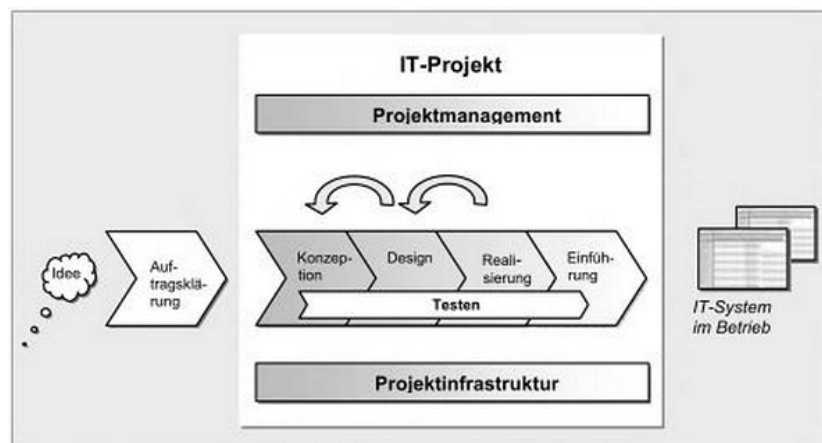 IT-Projekt
Projektmanagement
Idee
Auf-
tragsklä-
rung
Konzep-
tion
Design
Reali-
sierung
Einfüh-
rung
Testen
IT-System
im Betrieb
Projektinfrastruktur